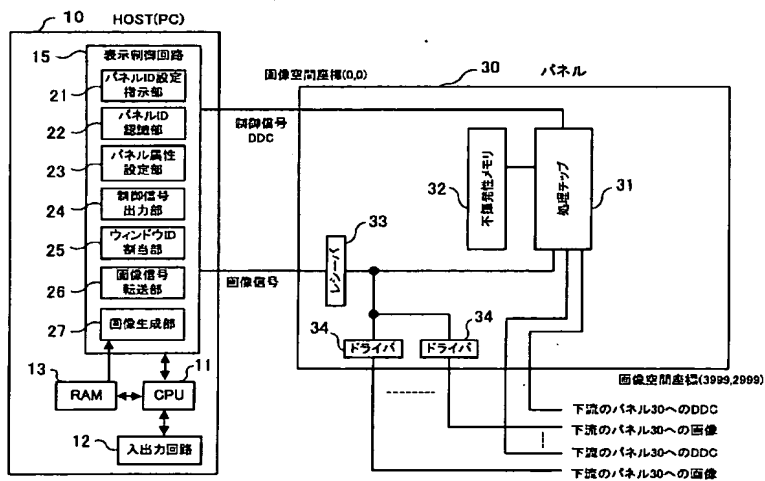 10 HOST(PC)
15 表示制御回路
21 パネルID設定
指示部
22 パネルID
認識部
23 パネル属性
設定部
24 制御信号
出力部
25 ウィンドウID
割当部
26 画像信号
転送部
27 画像生成部
13 RAM
CPU 11
12 入出力回路
画像空間座標(0,0)
30 パネル
制御信号
DDC
32 不揮発性メモリ
処理チップ 31
33
レシーバ
画像信号
34 ドライバ
34 ドライバ
画像空間座標(3999,2999)
下流のパネル30へのDDC
下流のパネル30への画像
下流のパネル30へのDDC
下流のパネル30への画像